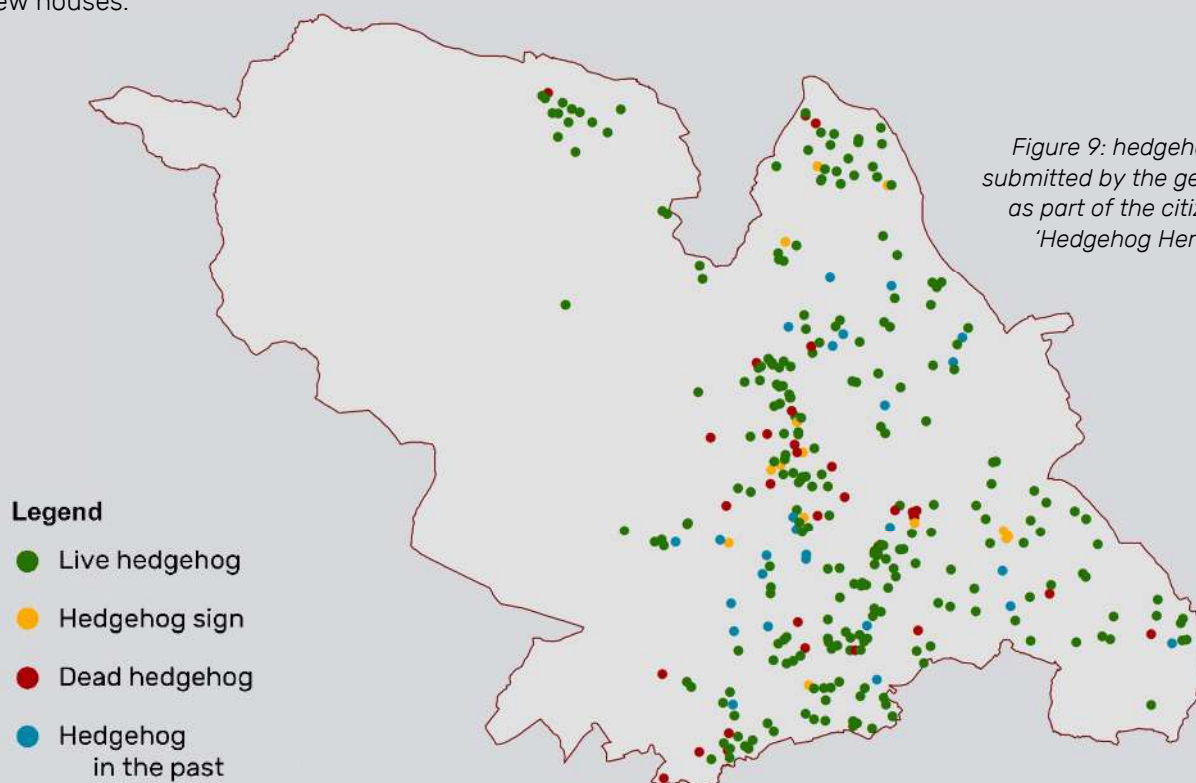 ew houses.
Figure 9: hedgeho
submitted by the ge
as part of the citiz
‘Hedgehog Her
Legend
Live hedgehog
Hedgehog sign
Dead hedgehog
Hedgehog
in the past